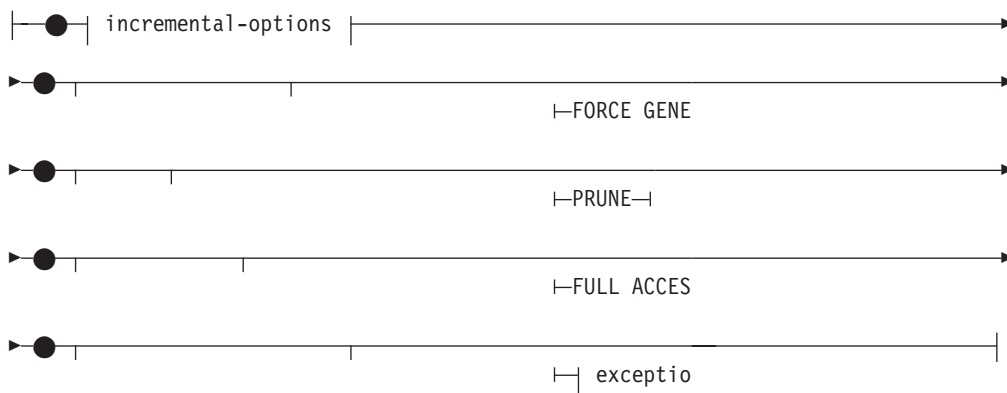 incremental-options
FORCE GENE
PRUNE
FULL ACCES
exceptio